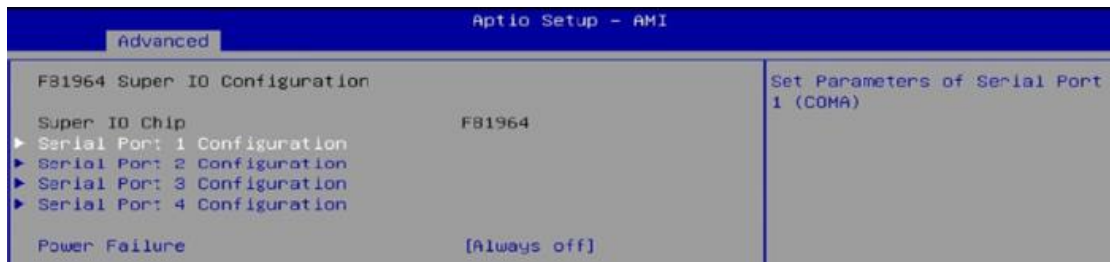 Aptio Setup - AMI
Advanced
F81964 Super IO Configuration
Super IO Chip F81964
▶ Serial Port 1 Configuration
▶ Serial Port 2 Configuration
▶ Serial Port 3 Configuration
▶ Serial Port 4 Configuration
Power Failure [Always off]
Set Parameters of Serial Port
1 (COMA)